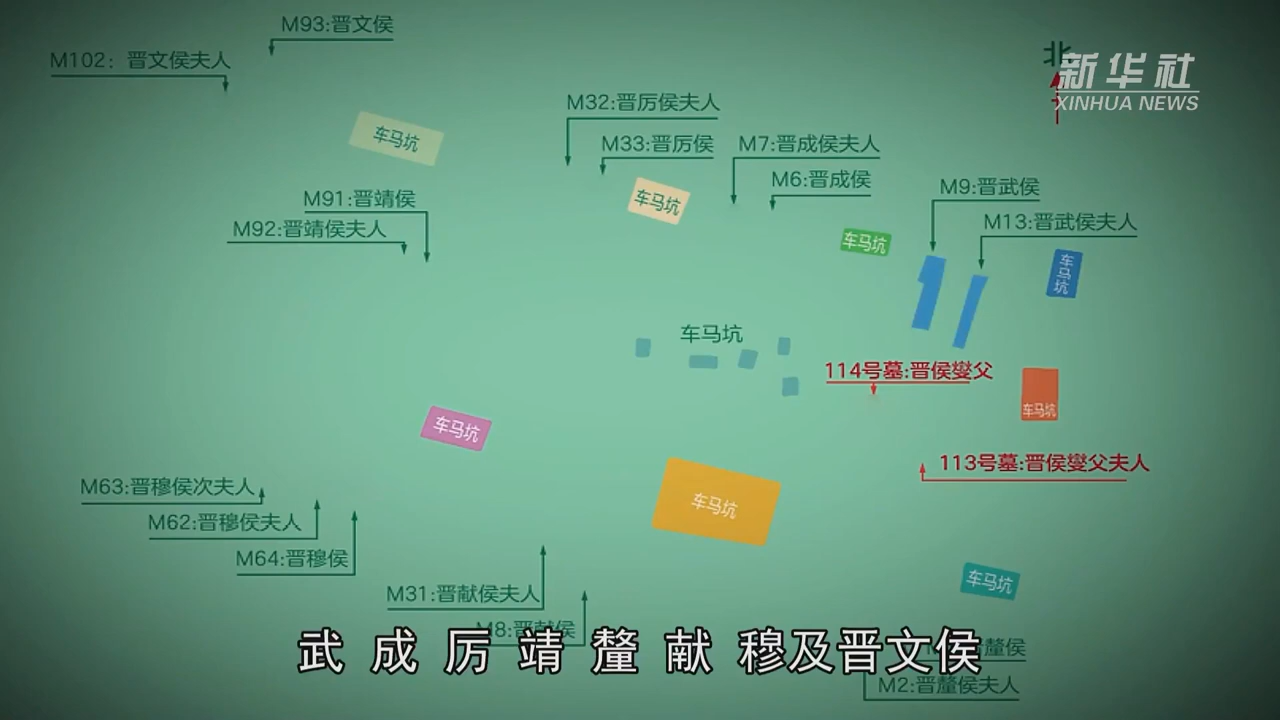 M93:晋文侯
M102：晋文侯夫人
北
新华社
XINHUA NEWS
M32:晋厉侯夫人
车马坑
M33:晋厉侯
M7:晋成侯夫人
M6:晋成侯
M9:晋武侯
M91:晋靖侯
车马坑
M92:晋靖侯夫人
M13:晋武侯夫人
车马坑
车马坑
车马坑
114号墓:晋侯燮父
车马坑
车马坑
113号墓:晋侯燮父夫人
M63:晋穆侯次夫人
车马坑
M62:晋穆侯夫人
M64:晋穆侯
车马坑
M31:晋献侯夫人
M8:晋献侯
釐侯
武 成 厉 靖 釐 献 穆及晋文侯
M2:晋釐侯夫人